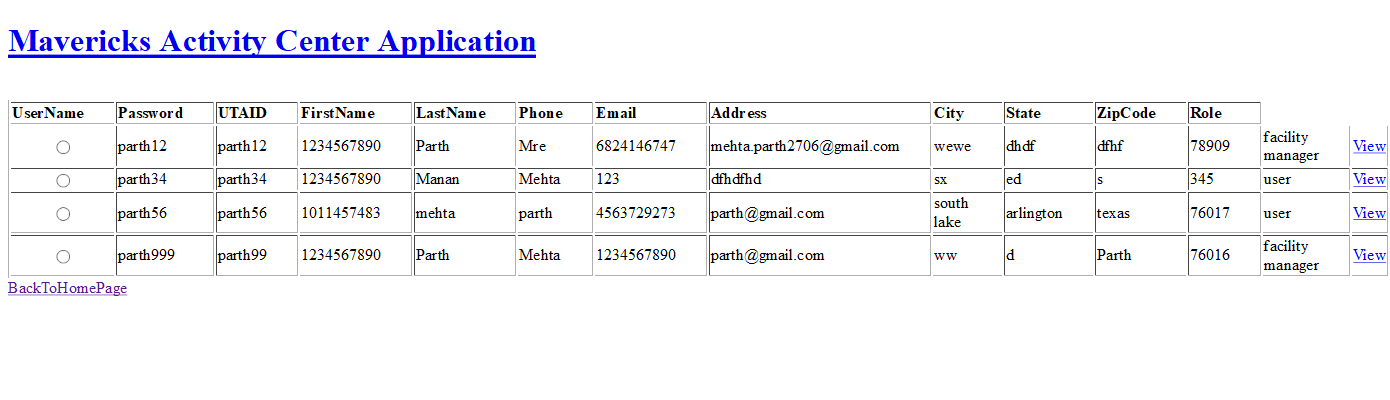 Mavericks Activity Center Application
UserName Password UTAID FirstName LastName Phone Email Address City State ZipCode Role
parth12 parth12 1234567890 Parth Mre 6824146747 mehta.parth2706@gmail.com wewe dhdf dfhf 78909 facility manager View
parth34 parth34 1234567890 Manan Mehta 123 dfhdfhd sx ed s 345 user View
parth56 parth56 1011457483 mehta parth 4563729273 parth@gmail.com south lake arlington texas 76017 user View
parth999 parth99 1234567890 Parth Mehta 1234567890 parth@gmail.com ww d Parth 76016 facility manager View
BackToHomePage